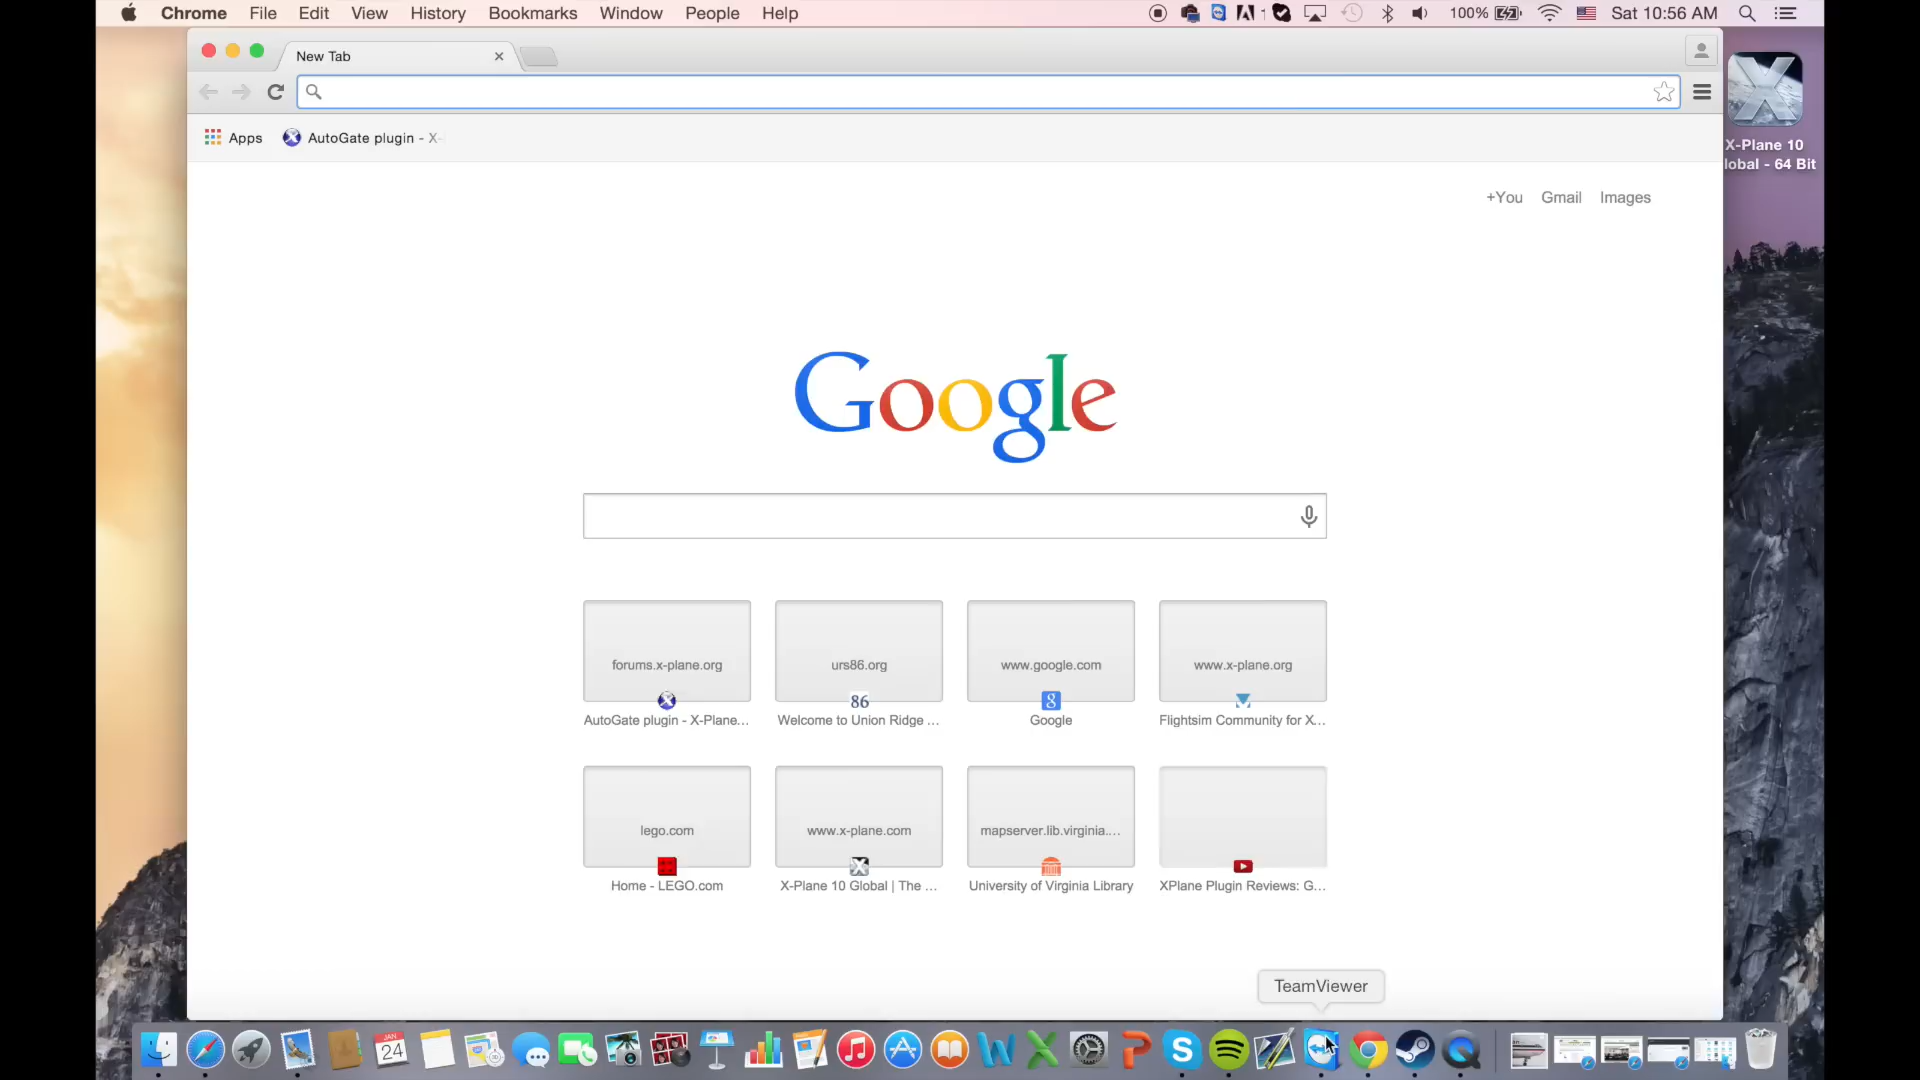 Chrome File Edit View History Bookmarks Window People Help 100% Sat 10:56 AM
New Tab
Apps AutoGate plugin - X-
X-Plane 10
lobal - 64 Bit
+You Gmail Images
Google
forums.x-plane.org urs86.org www.google.com www.x-plane.org
86 8
AutoGate plugin - X-Plane... Welcome to Union Ridge ... Google Flightsim Community for X...
lego.com www.x-plane.com mapserver.lib.virginia....
Home - LEGO.com X-Plane 10 Global | The ... University of Virginia Library XPlane Plugin Reviews: G...
TeamViewer
JAN
24